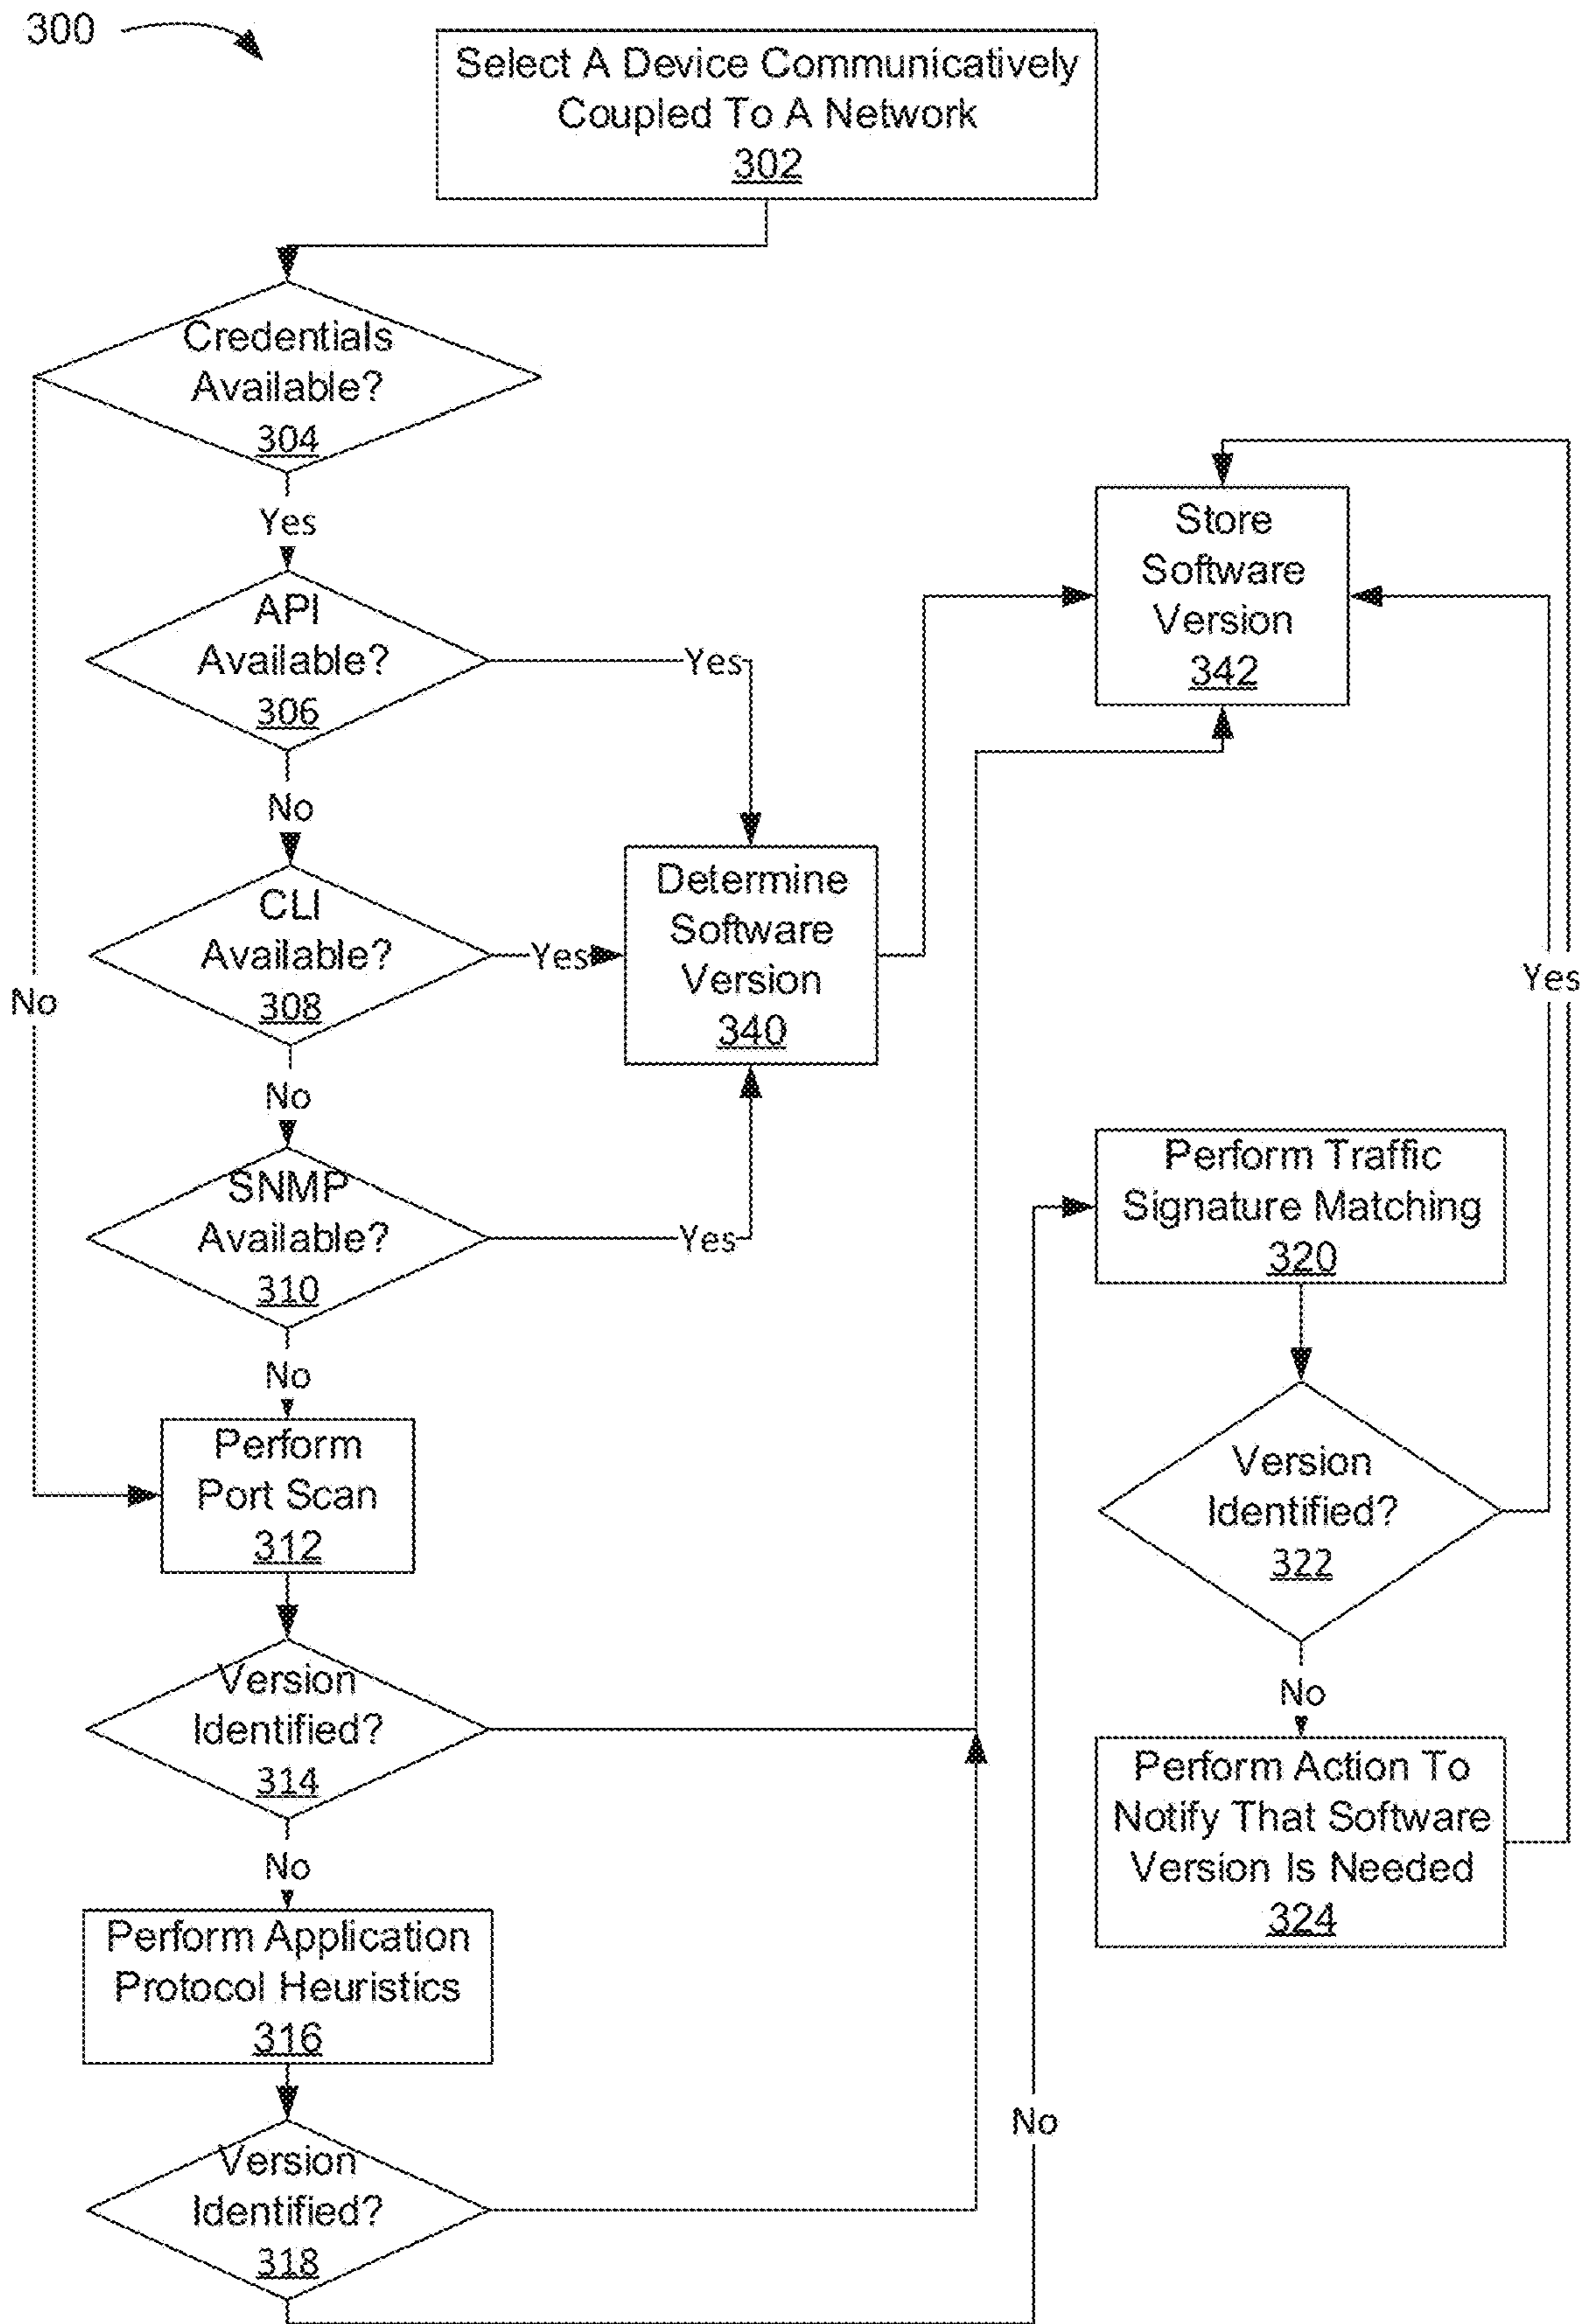 300
Select A Device Communicatively
Coupled To A Network
302
Credentials
Available?
304
Yes
API
Available?
306
Yes
No
CLI
Available?
308
Yes
No
SNMP
Available?
310
Yes
No
No
Perform
Port Scan
312
Version
Identified?
314
No
Perform Application
Protocol Heuristics
316
Version
Identified?
318
No
Determine
Software
Version
340
Store
Software
Version
342
Yes
Perform Traffic
Signature Matching
320
Version
Identified?
322
No
Perform Action To
Notify That Software
Version Is Needed
324